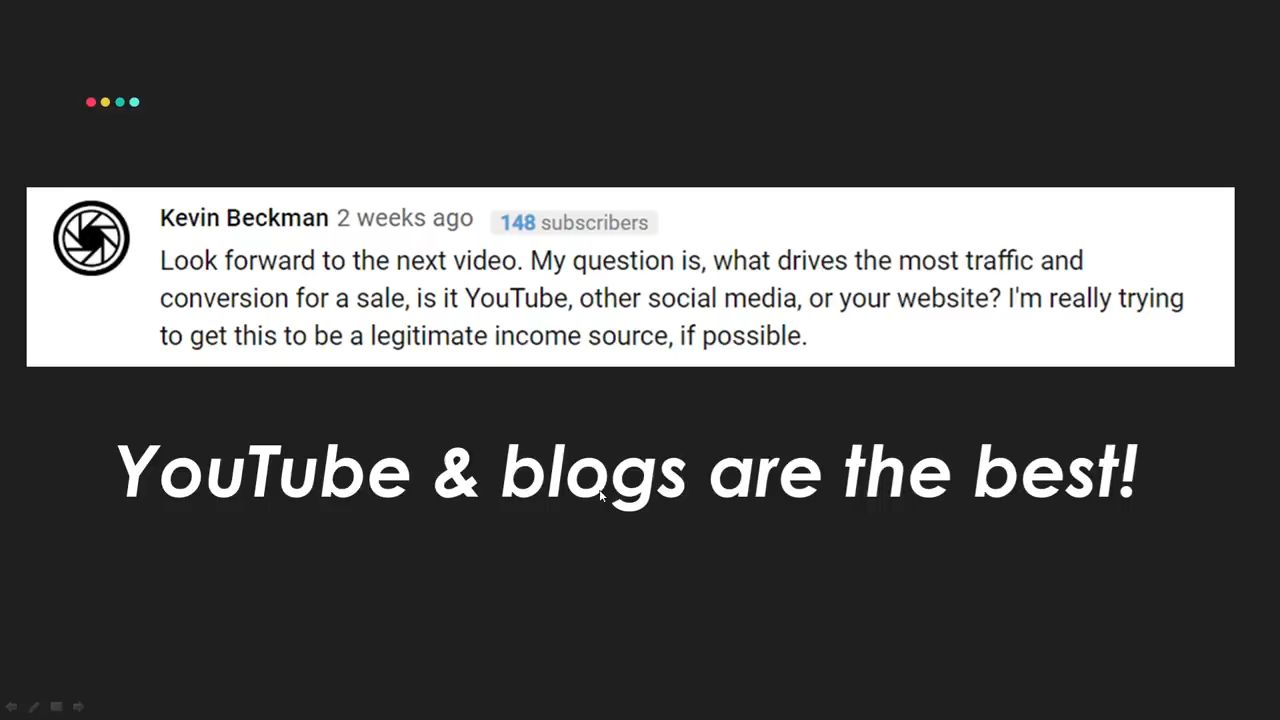 Kevin Beckman 2 weeks ago 148 subscribers
Look forward to the next video. My question is, what drives the most traffic and
conversion for a sale, is it YouTube, other social media, or your website? I'm really trying
to get this to be a legitimate income source, if possible.
YouTube & blogs are the best!